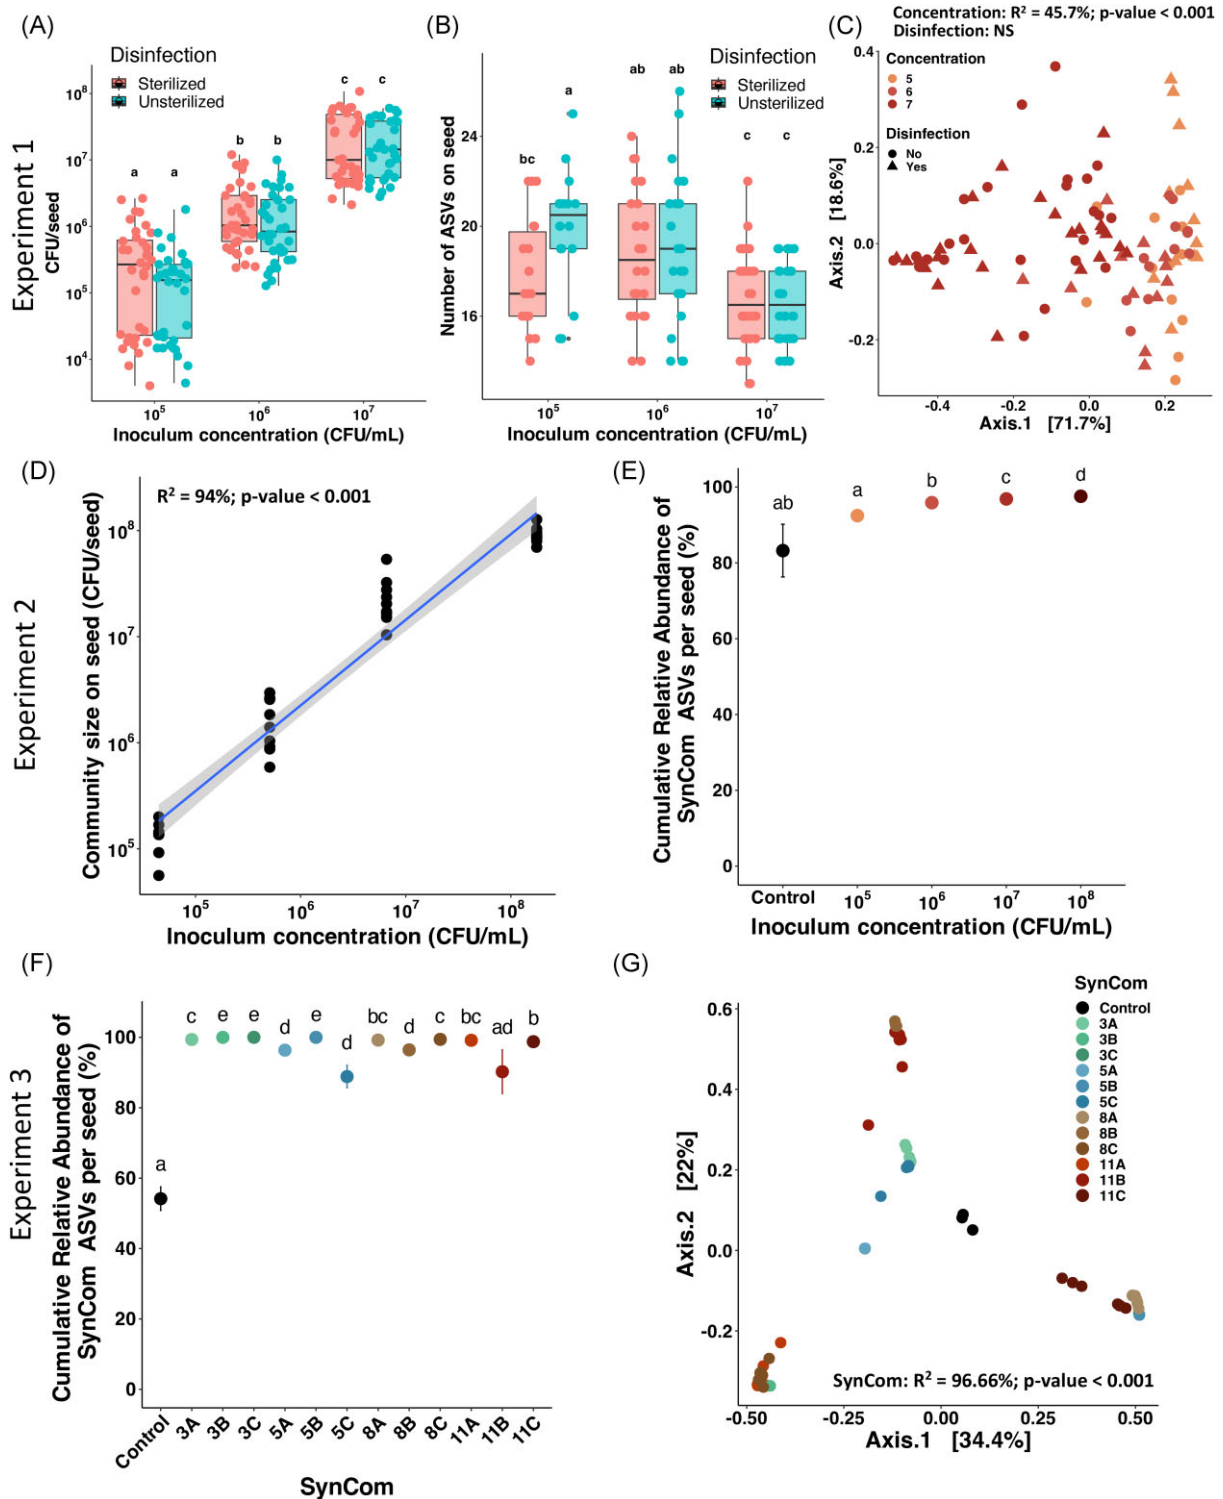 Experiment 1
(A)
Disinfection
Sterilized
Unsterilized
CFU/seed
10⁸
10⁷
10⁶
10⁵
10⁴
a
a
b
b
c
c
10⁵
10⁶
10⁷
Inoculum concentration (CFU/mL)
(B)
Disinfection
Sterilized
Unsterilized
Number of ASVs on seed
24
20
16
bc
a
ab
ab
c
c
10⁵
10⁶
10⁷
Inoculum concentration (CFU/mL)
Concentration: R² = 45.7%; p-value < 0.001
(C)
Disinfection: NS
Concentration
5
6
7
Disinfection
No
Yes
Axis.2 [18.6%]
0.4
0.2
0.0
-0.2
-0.4
-0.2
0.0
0.2
Axis.1 [71.7%]
Experiment 2
(D)
R² = 94%; p-value < 0.001
Community size on seed (CFU/seed)
10⁸
10⁷
10⁶
10⁵
10⁵
10⁶
10⁷
10⁸
Inoculum concentration (CFU/mL)
(E)
Cumulative Relative Abundance of
SynCom ASVs per seed (%)
100
80
60
40
20
0
ab
a
b
c
d
Control
10⁵
10⁶
10⁷
10⁸
Inoculum concentration (CFU/mL)
Experiment 3
(F)
Cumulative Relative Abundance of
SynCom ASVs per seed (%)
100
80
60
40
20
0
a
c
e
e
d
e
d
bc
d
c
bc
ad
b
Control
3A
3B
3C
5A
5B
5C
8A
8B
8C
11A
11B
11C
SynCom
(G)
SynCom
Control
3A
3B
3C
5A
5B
5C
8A
8B
8C
11A
11B
11C
Axis.2 [22%]
0.6
0.4
0.2
0.0
-0.2
SynCom: R² = 96.66%; p-value < 0.001
-0.50
-0.25
0.00
0.25
0.50
Axis.1 [34.4%]